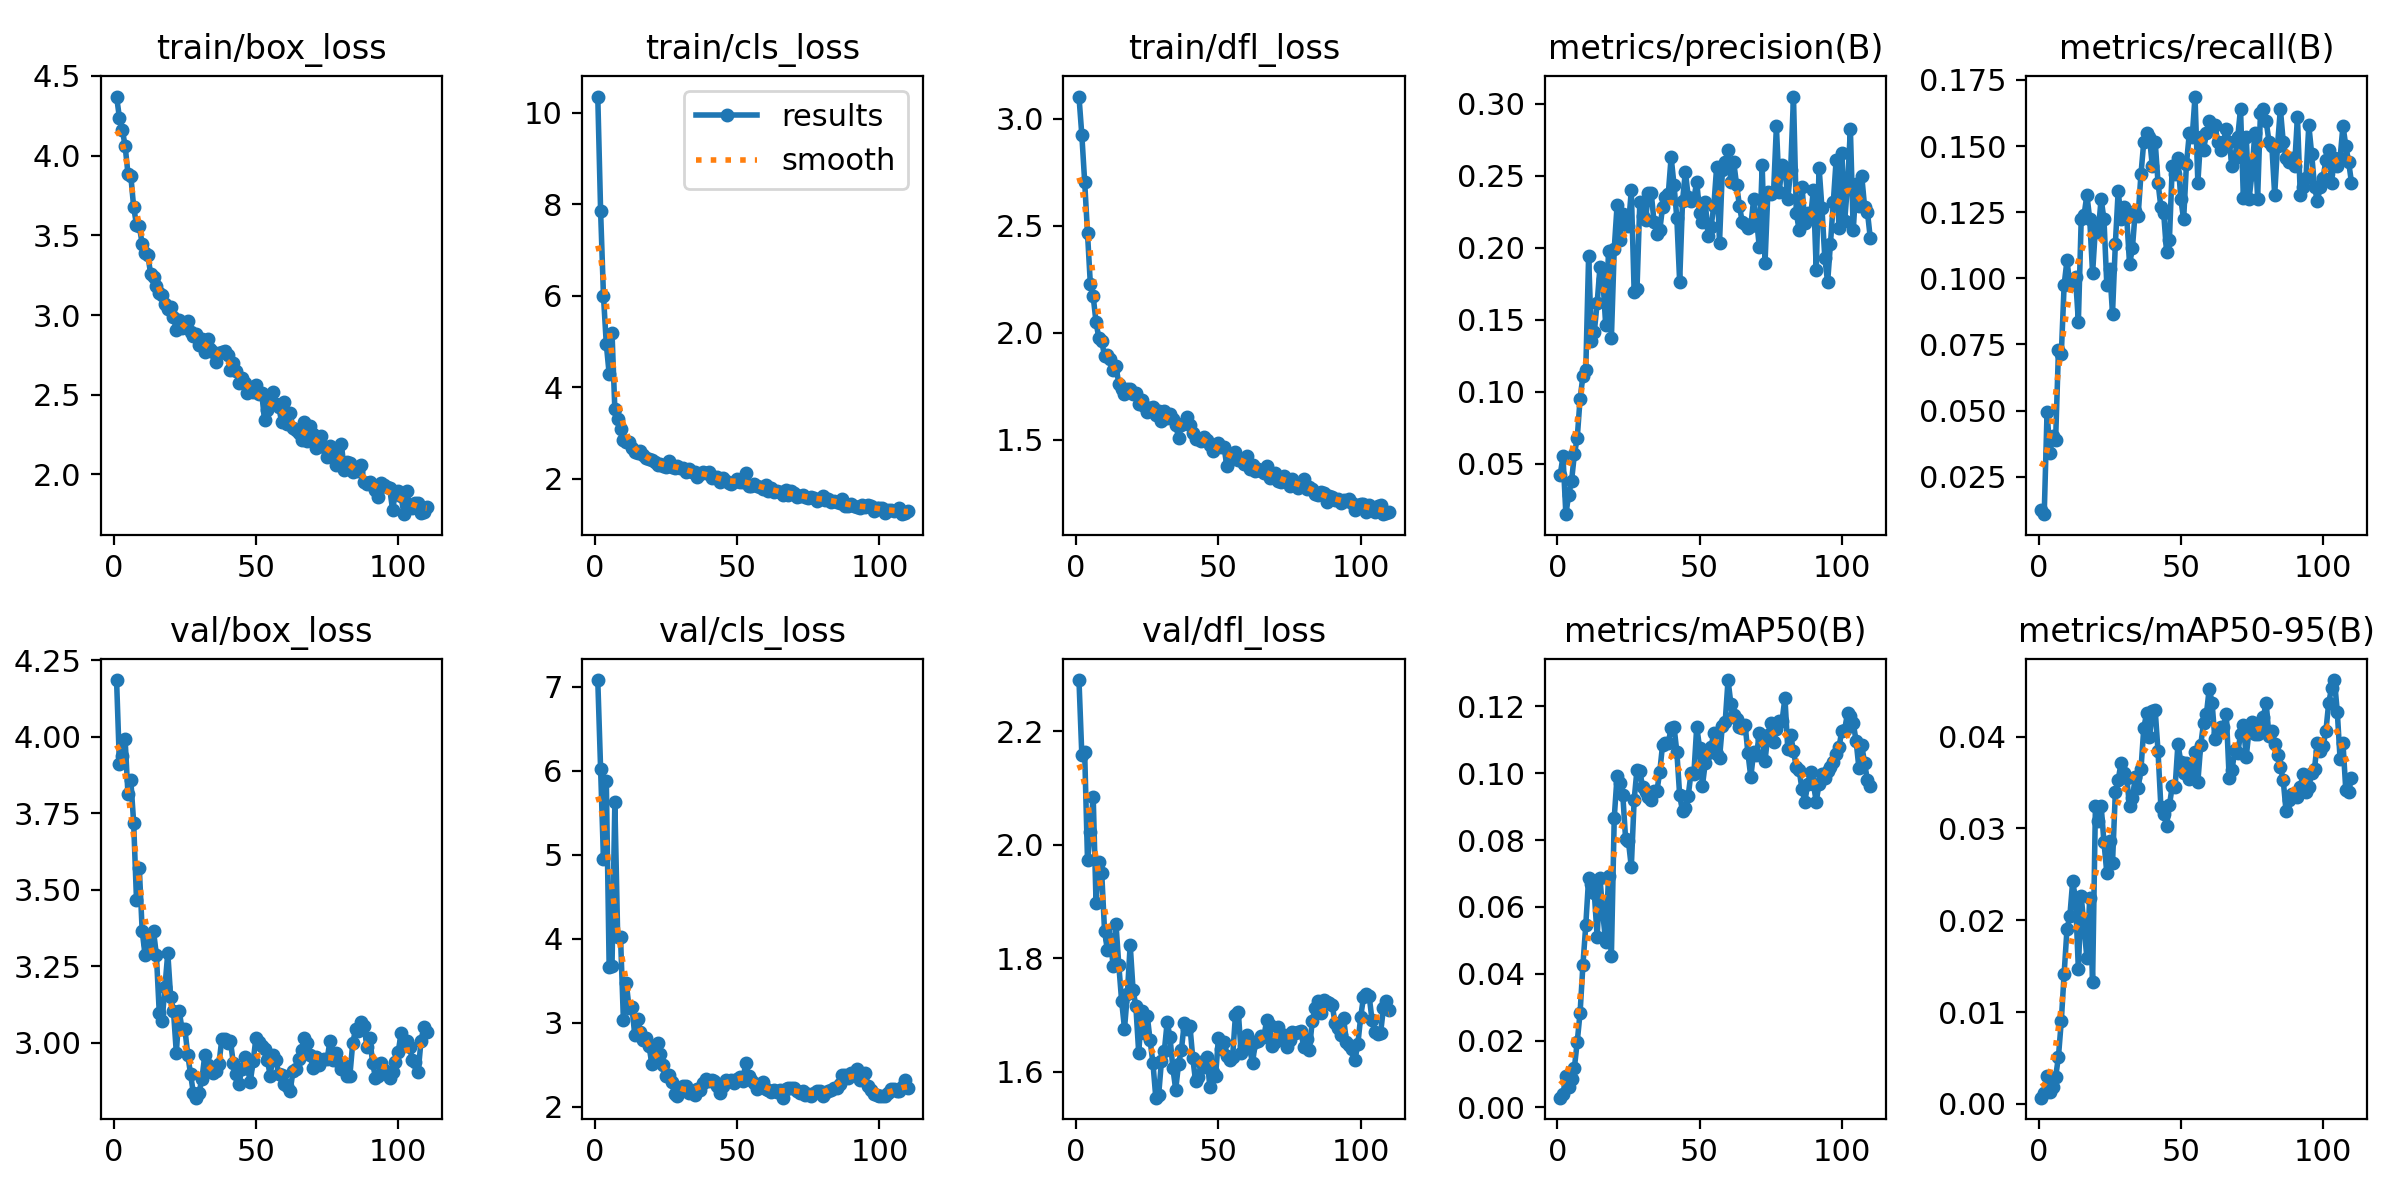 train/box_loss
4.5
4.0
3.5
3.0
2.5
2.0
0 50 100
train/cls_loss
results
smooth
10
8
6
4
2
0 50 100
train/dfl_loss
3.0
2.5
2.0
1.5
0 50 100
metrics/precision(B)
0.30
0.25
0.20
0.15
0.10
0.05
0 50 100
metrics/recall(B)
0.175
0.150
0.125
0.100
0.075
0.050
0.025
0 50 100
val/box_loss
4.25
4.00
3.75
3.50
3.25
3.00
0 50 100
val/cls_loss
7
6
5
4
3
2
0 50 100
val/dfl_loss
2.2
2.0
1.8
1.6
0 50 100
metrics/mAP50(B)
0.12
0.10
0.08
0.06
0.04
0.02
0.00
0 50 100
metrics/mAP50-95(B)
0.04
0.03
0.02
0.01
0.00
0 50 100